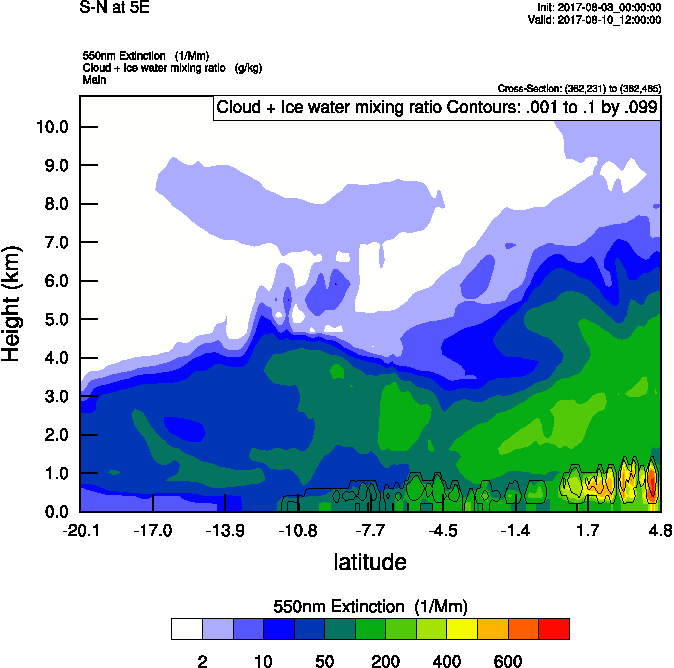 S-N at 5E
Init: 2017-08-03_00:00:00
Valid: 2017-08-10_12:00:00
550nm Extinction (1/Mm)
Cloud + Ice water mixing ratio (g/kg)
Main
Cross-Section: (362,231) to (362,485)
Cloud + Ice water mixing ratio Contours: .001 to .1 by .099
10.0
9.0
8.0
7.0
6.0
5.0
4.0
3.0
2.0
1.0
0.0
Height (km)
-20.1 -17.0 -13.9 -10.8 -7.7 -4.5 -1.4 1.7 4.8
latitude
550nm Extinction (1/Mm)
2 10 50 200 400 600